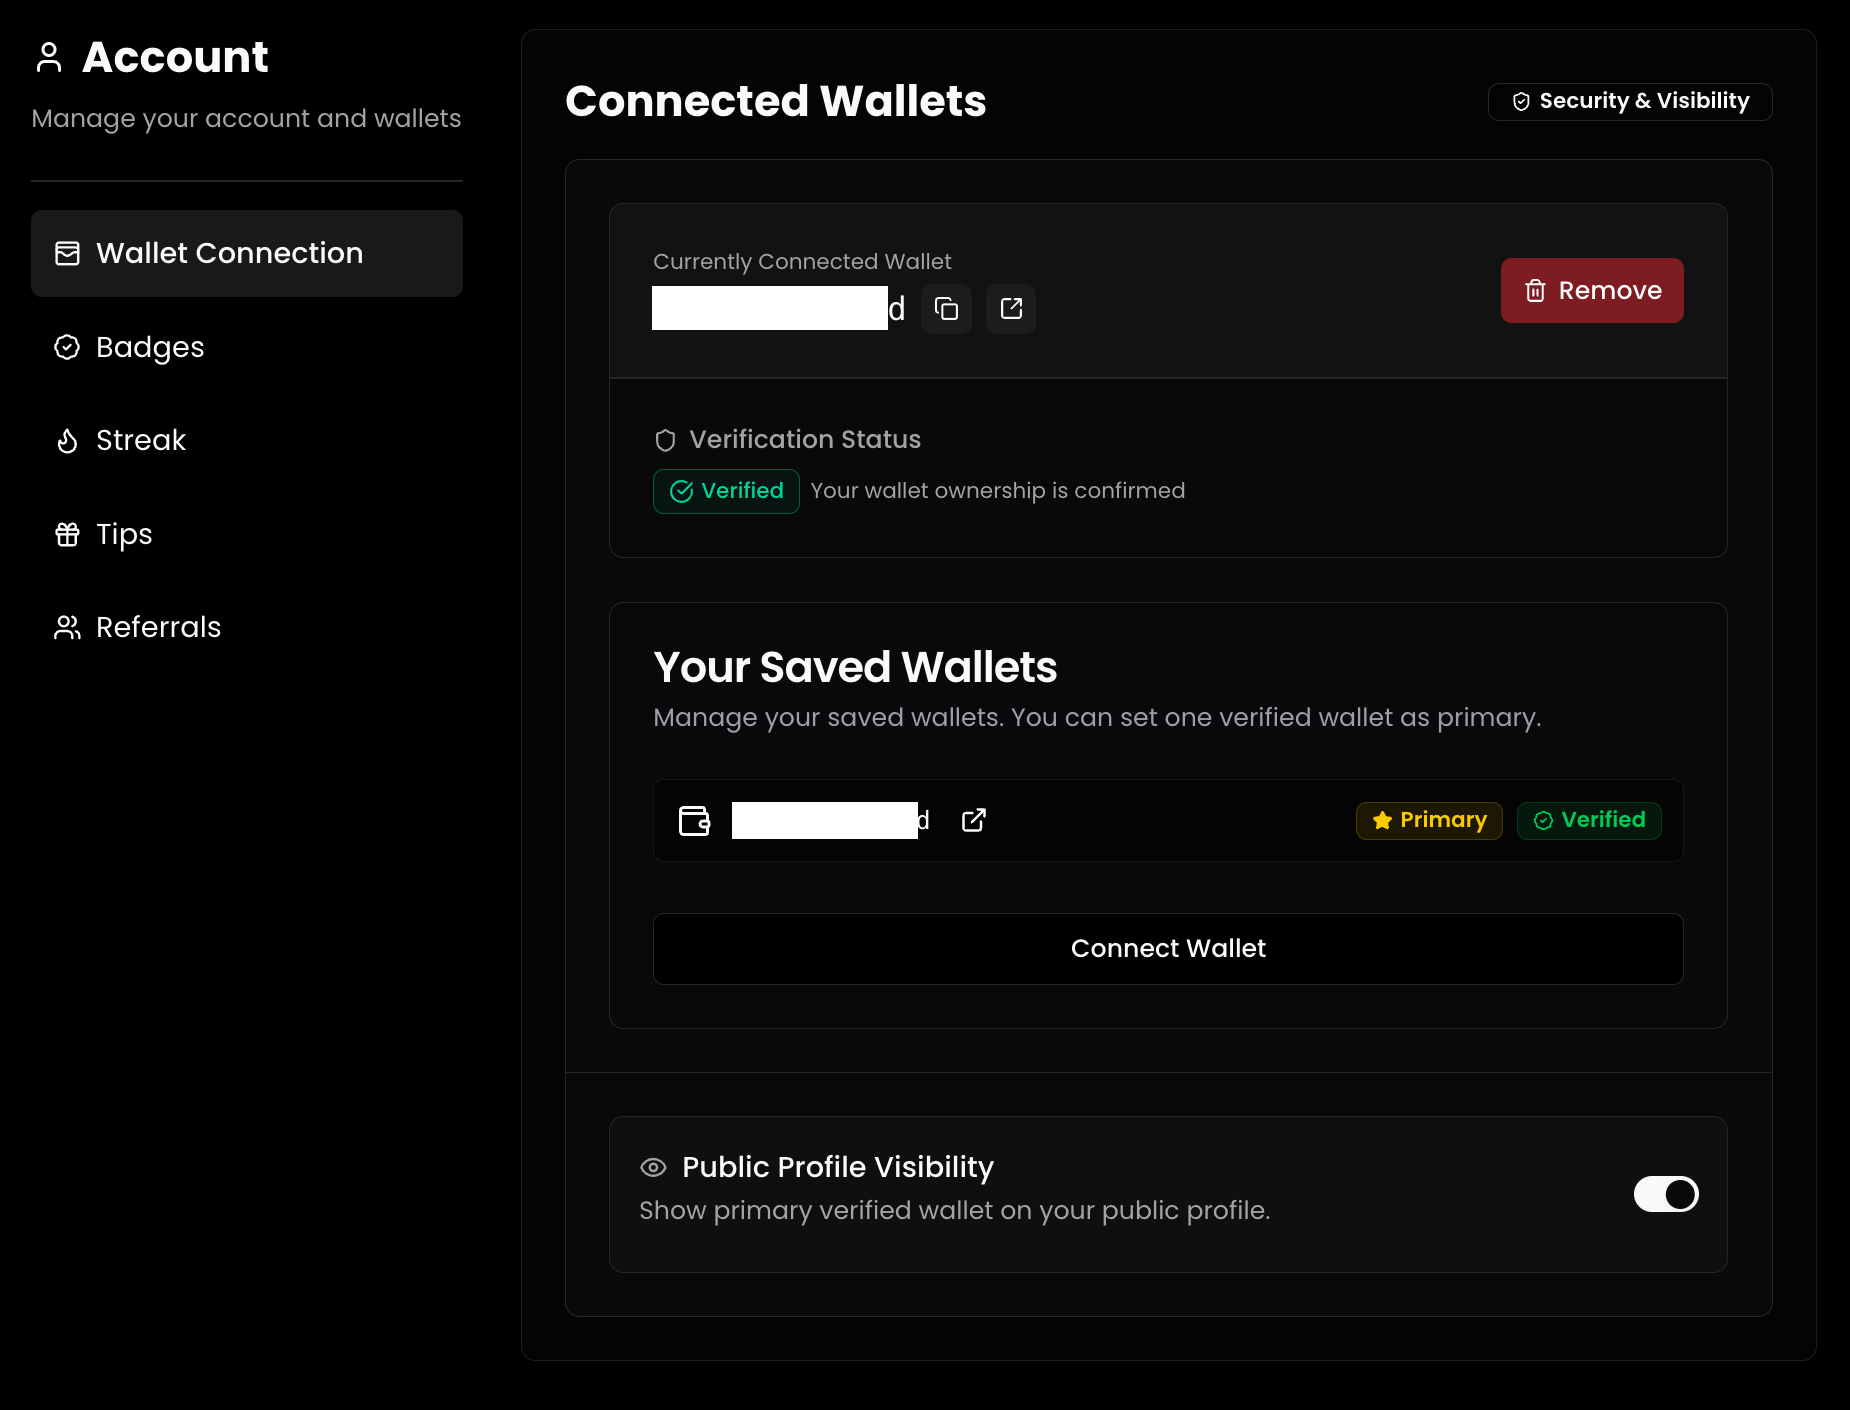 Account
Manage your account and wallets
Wallet Connection
Badges
Streak
Tips
Referrals
Connected Wallets
Security & Visibility
Currently Connected Wallet
d
Remove
Verification Status
Verified Your wallet ownership is confirmed
Your Saved Wallets
Manage your saved wallets. You can set one verified wallet as primary.
d
Primary
Verified
Connect Wallet
Public Profile Visibility
Show primary verified wallet on your public profile.